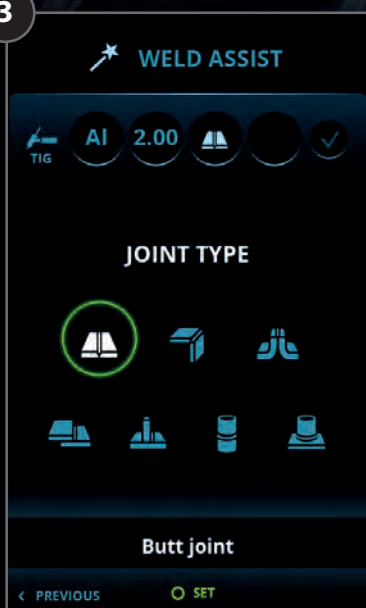 3
WELD ASSIST
TIG Al 2.00
JOINT TYPE
Butt joint
< PREVIOUS SET